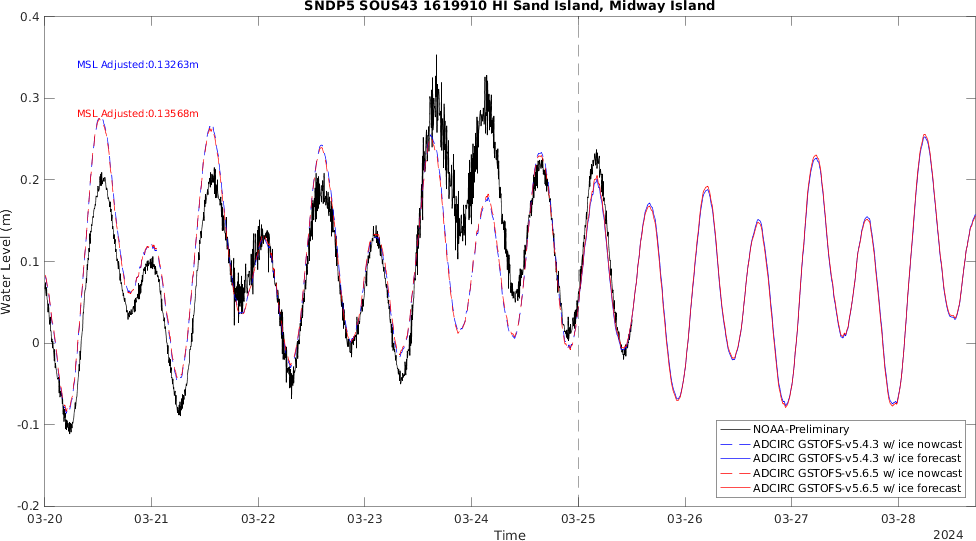 SNDP5 SOUS43 1619910 HI Sand Island, Midway Island
0.4
0.3
0.2
0.1
0
-0.1
-0.2
Water Level (m)
MSL Adjusted:0.13263m
MSL Adjusted:0.13568m
NOAA-Preliminary
ADCIRC GSTOFS-v5.4.3 w/ ice nowcast
ADCIRC GSTOFS-v5.4.3 w/ ice forecast
ADCIRC GSTOFS-v5.6.5 w/ ice nowcast
ADCIRC GSTOFS-v5.6.5 w/ ice forecast
03-20 03-21 03-22 03-23 03-24 03-25 03-26 03-27 03-28
Time
2024